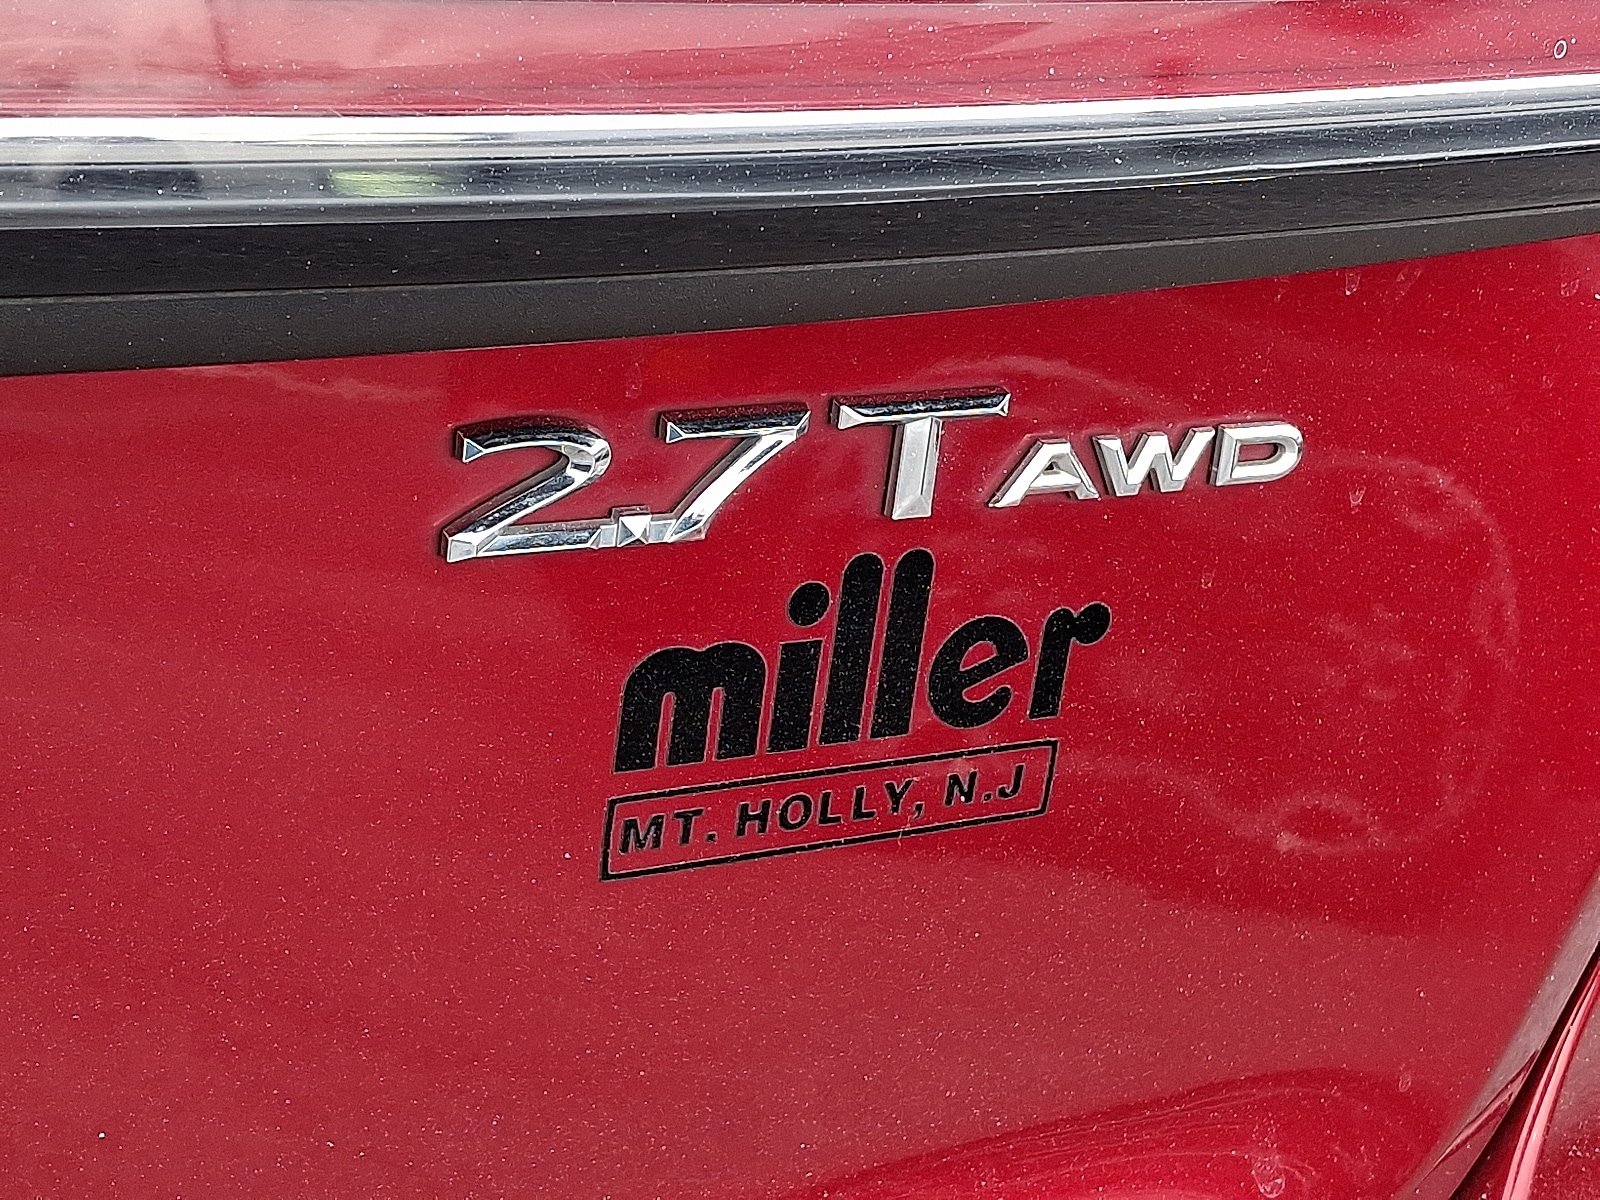 2.7T AWD
miller
MT. HOLLY, N.J